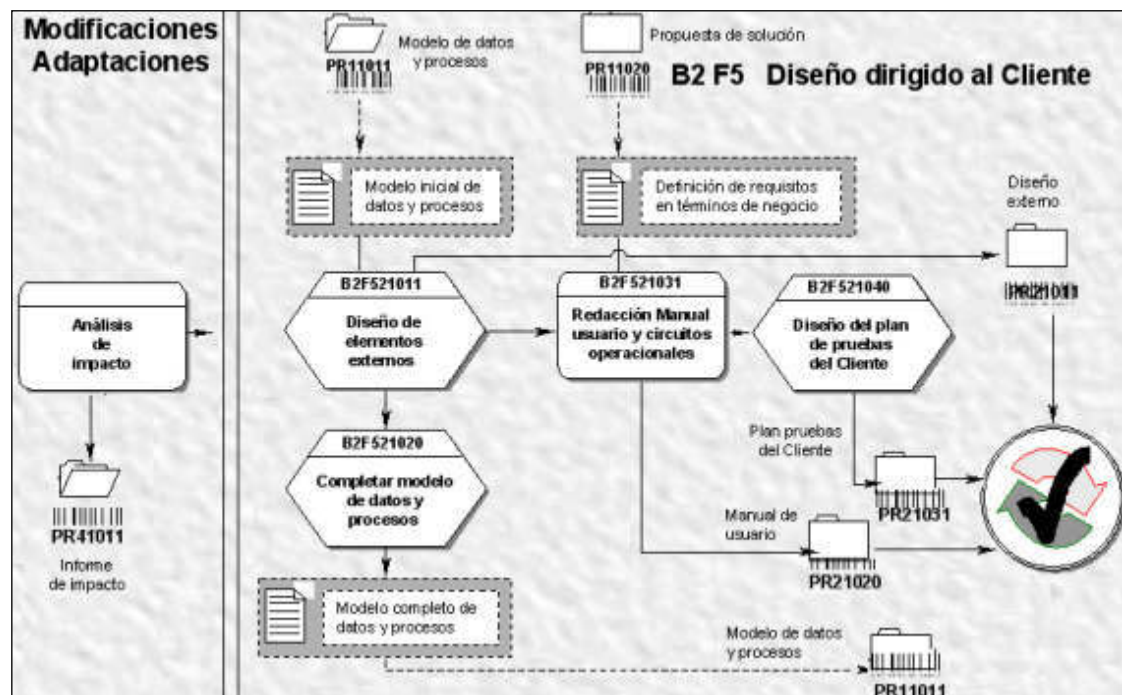 Modificaciones
Adaptaciones
Modelo de datos
y procesos
PR11011
Propuesta de solución
PR11020
B2 F5 Diseño dirigido al Cliente
Modelo inicial de
datos y procesos
Definición de requisitos
en términos de negocio
Diseño
externo
PR21011
B2F521011
Diseño de
elementos
externos
B2F521031
Redacción Manual
usuario y circuitos
operacionales
B2F521040
Diseño del plan
de pruebas
del Cliente
Análisis
de
impacto
B2F521020
Completar modelo
de datos y
procesos
Plan pruebas
del Cliente
PR21031
Manual de
usuario
PR21020
PR41011
Informe
de impacto
Modelo completo de
datos y procesos
Modelo de datos
y procesos
PR11011